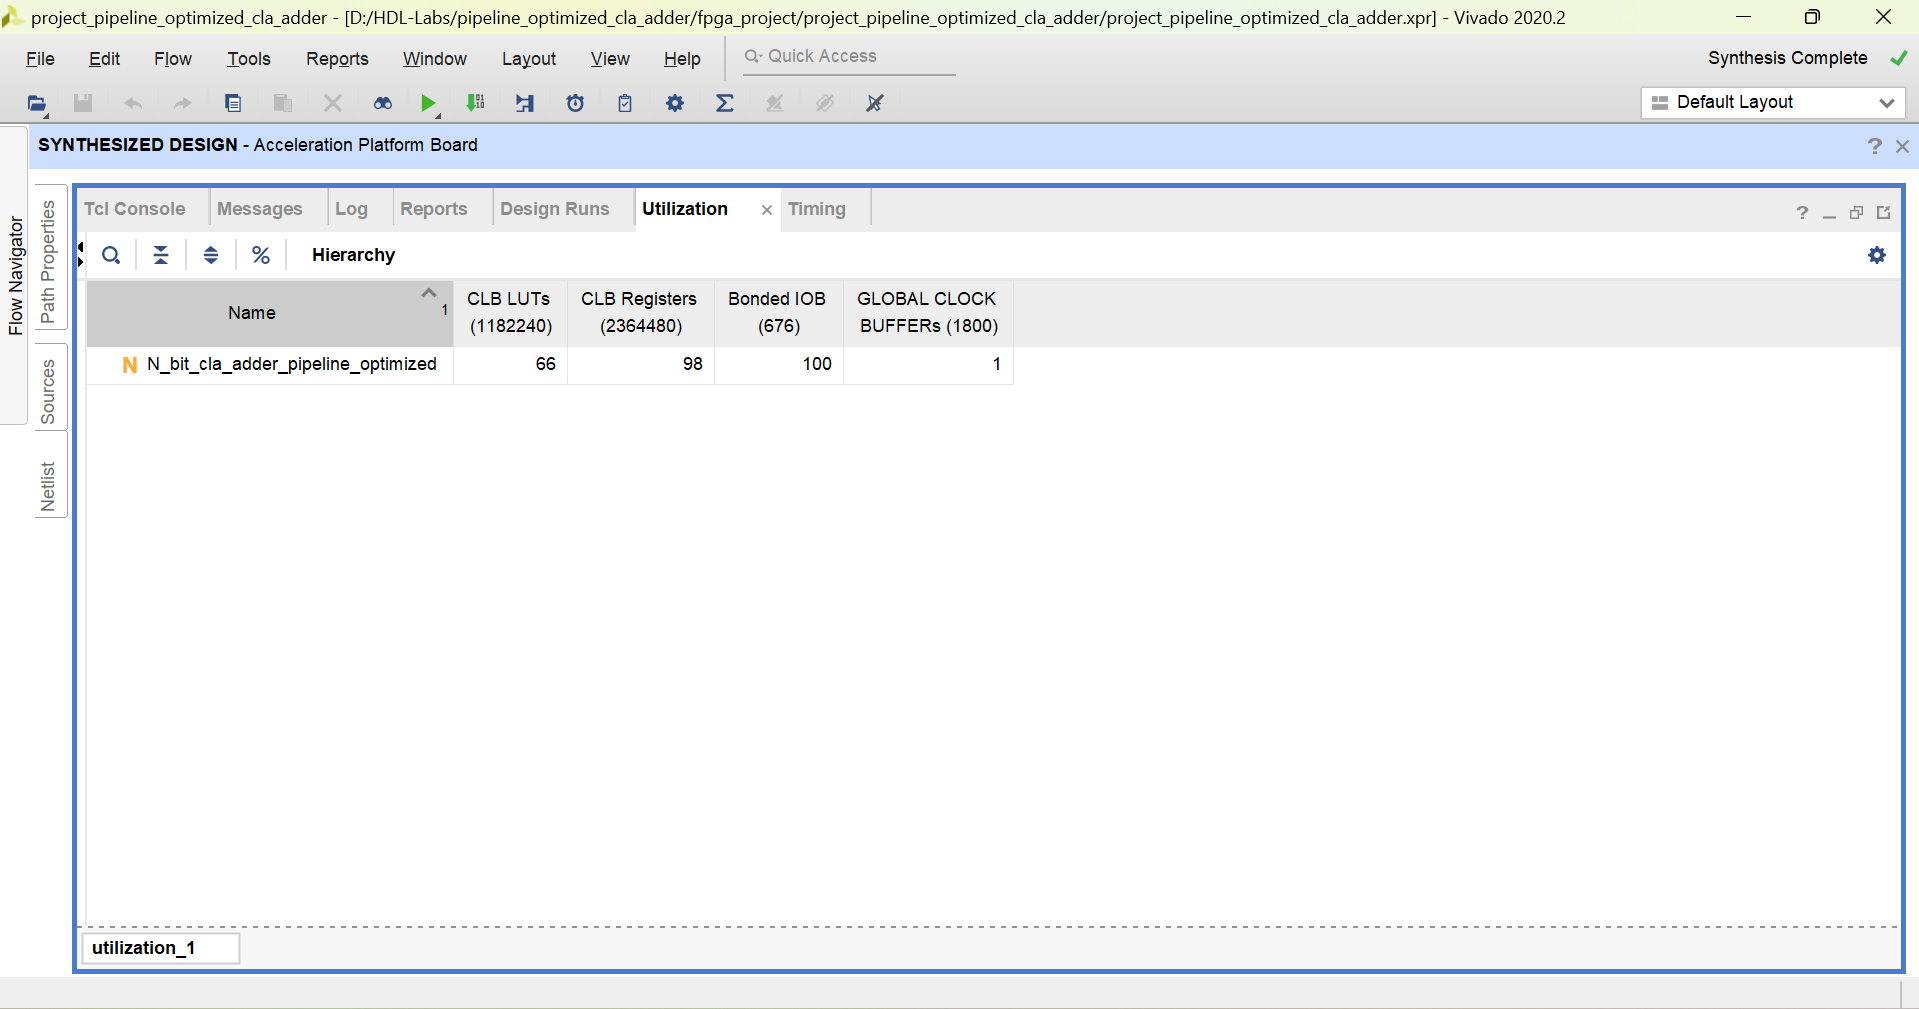 project_pipeline_optimized_cla_adder - [D:/HDL-Labs/pipeline_optimized_cla_adder/fpga_project/project_pipeline_optimized_cla_adder/project_pipeline_optimized_cla_adder.xpr] - Vivado 2020.2
File Edit Flow Tools Reports Window Layout View Help Quick Access Synthesis Complete
Default Layout
SYNTHESIZED DESIGN - Acceleration Platform Board
Flow Navigator
Path Properties
Sources
Netlist
Tcl Console Messages Log Reports Design Runs Utilization Timing
Hierarchy
Name 1 CLB LUTs (1182240) CLB Registers (2364480) Bonded IOB (676) GLOBAL CLOCK BUFFERs (1800)
N N_bit_cla_adder_pipeline_optimized 66 98 100 1
utilization_1